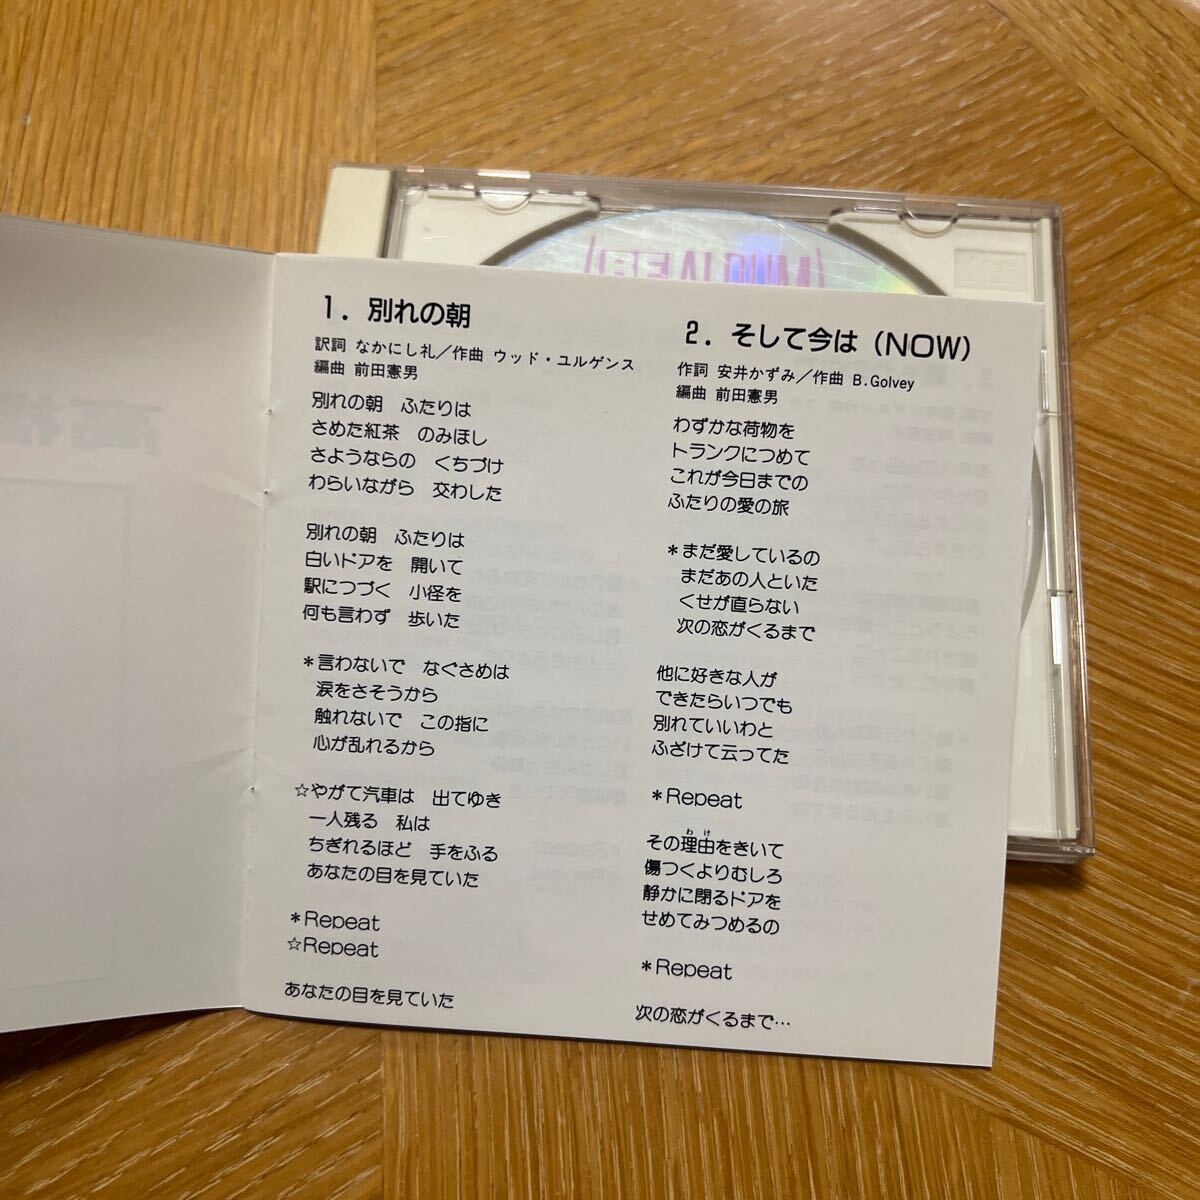 1. 別れの朝
訳詞 なかにし礼／作曲 ウッド・ユルゲンス
編曲 前田憲男
別れの朝　ふたりは
さめた紅茶　のみほし
さようならの　くちづけ
わらいながら　交わした
別れの朝　ふたりは
白いドアを　開いて
駅につづく　小径を
何も言わず　歩いた
＊言わないで　なぐさめは
涙をさそうから
触れないで　この指に
心が乱れるから
☆やがて汽車は　出てゆき
一人残る　私は
ちぎれるほど　手をふる
あなたの目を見ていた
＊Repeat
☆Repeat
あなたの目を見ていた
2. そして今は（NOW）
作詞 安井かずみ／作曲 B.Golvey
編曲 前田憲男
わずかな荷物を
トランクにつめて
これが今日までの
ふたりの愛の旅
＊まだ愛しているの
まだあの人といた
くせが直らない
次の恋がくるまで
他に好きな人が
できたらいつでも
別れていいわと
ふざけて云ってた
＊Repeat
わけ
その理由をきいて
傷つくよりむしろ
静かに閉るドアを
せめてみつめるの
＊Repeat
次の恋がくるまで…